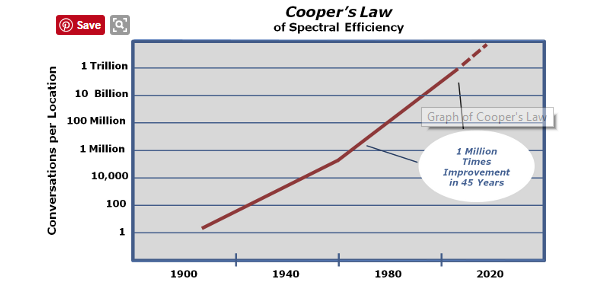 Cooper's Law
of Spectral Efficiency
Save
Conversations per Location
1 Trillion
10 Billion
100 Million
1 Million
10,000
100
1
Graph of Cooper's Law
1 Million
Times
Improvement
in 45 Years
1900
1940
1980
2020